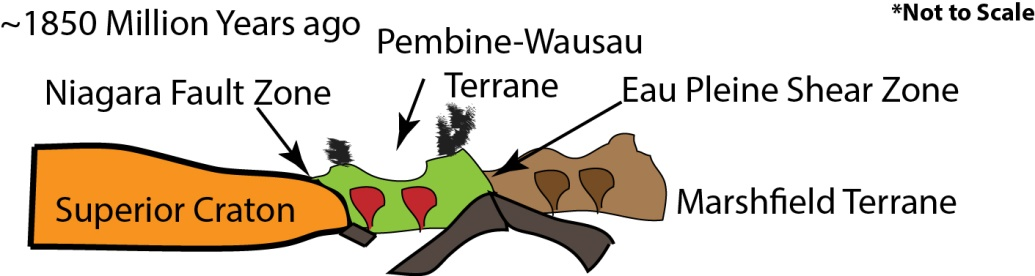 ~1850 Million Years ago
*Not to Scale
Pembine-Wausau
Terrane
Niagara Fault Zone
Eau Pleine Shear Zone
Superior Craton
Marshfield Terrane